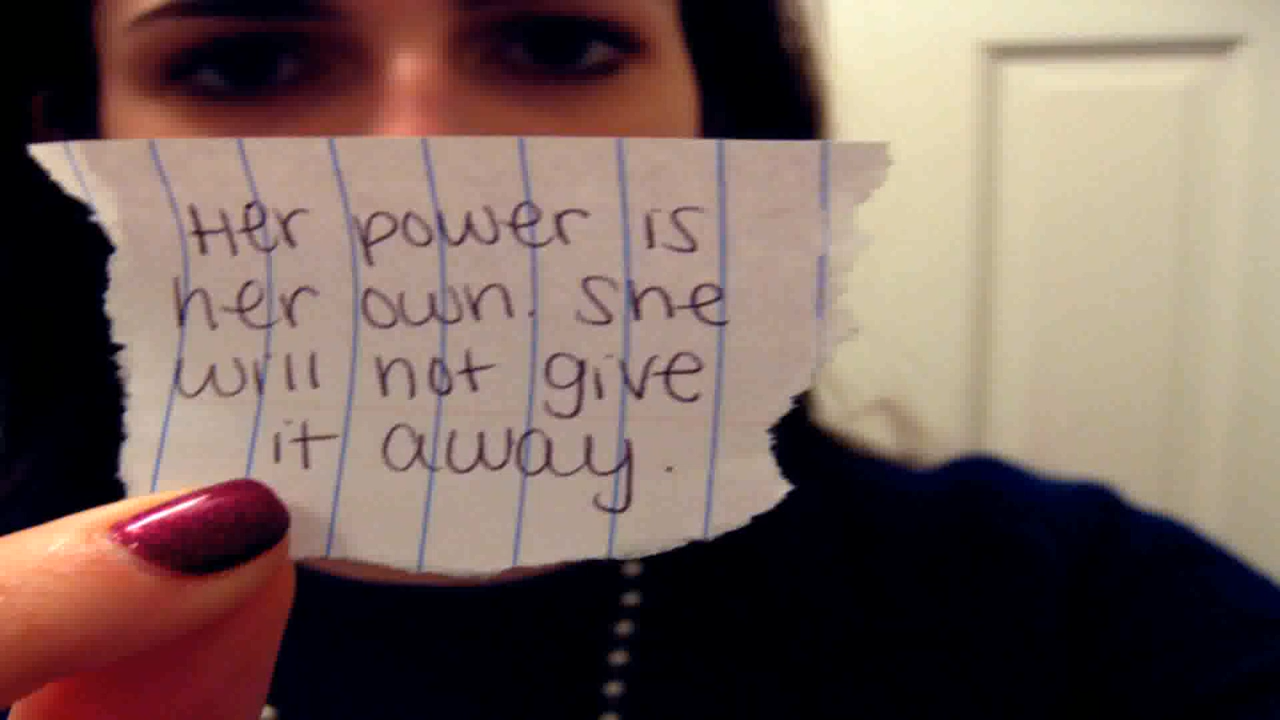 Her power is
her own. She
will not give
it away.